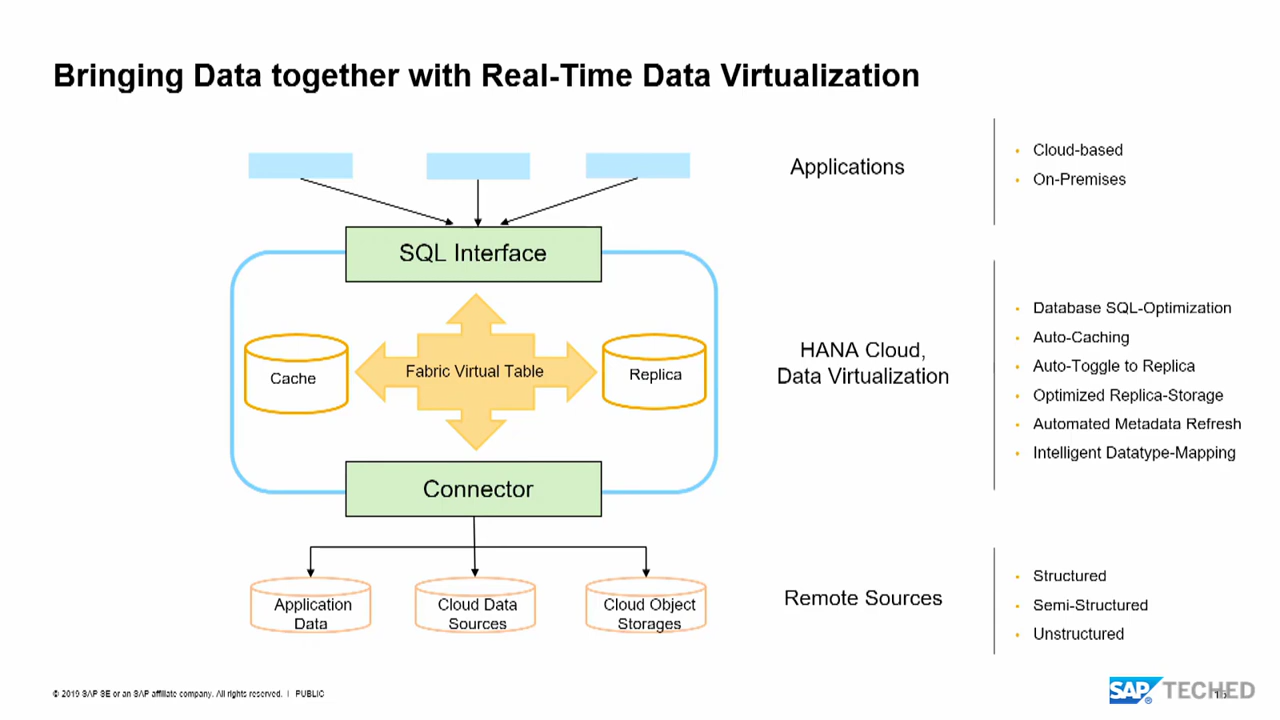 Bringing Data together with Real-Time Data Virtualization
Applications
• Cloud-based
• On-Premises
SQL Interface
Cache
Fabric Virtual Table
Replica
HANA Cloud,
Data Virtualization
• Database SQL-Optimization
• Auto-Caching
• Auto-Toggle to Replica
• Optimized Replica-Storage
• Automated Metadata Refresh
• Intelligent Datatype-Mapping
Connector
Application
Data
Cloud Data
Sources
Cloud Object
Storages
Remote Sources
• Structured
• Semi-Structured
• Unstructured
© 2019 SAP SE or an SAP affiliate company. All rights reserved. | PUBLIC
SAP TECHED